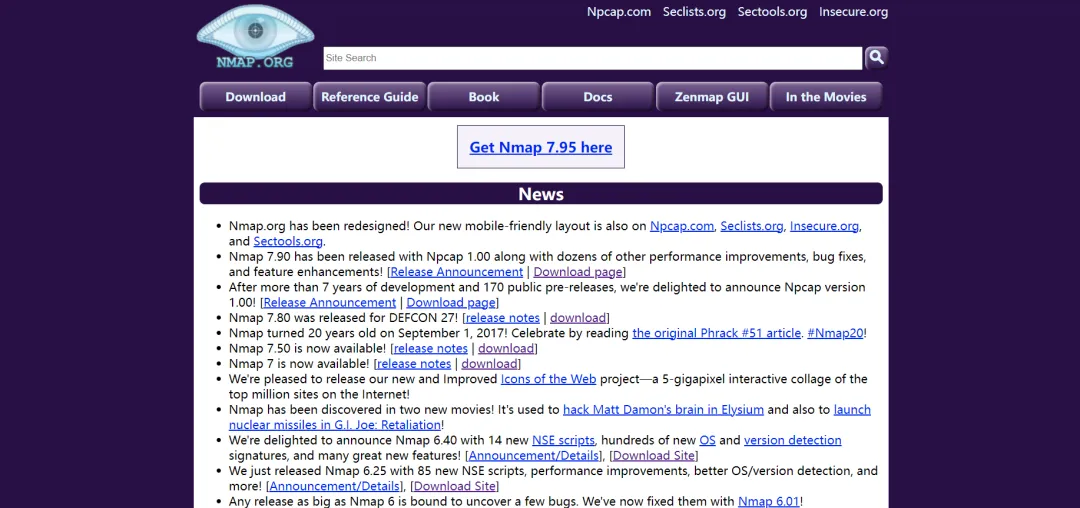 Npcap.com Seclists.org Sectools.org Insecure.org
NMAP.ORG
Site Search
Download Reference Guide Book Docs Zenmap GUI In the Movies
Get Nmap 7.95 here
News
• Nmap.org has been redesigned! Our new mobile-friendly layout is also on Npcap.com, Seclists.org, Insecure.org,
and Sectools.org.
• Nmap 7.90 has been released with Npcap 1.00 along with dozens of other performance improvements, bug fixes,
and feature enhancements! [Release Announcement | Download page]
• After more than 7 years of development and 170 public pre-releases, we're delighted to announce Npcap version
1.00! [Release Announcement | Download page]
• Nmap 7.80 was released for DEFCON 27! [release notes | download]
• Nmap turned 20 years old on September 1, 2017! Celebrate by reading the original Phrack #51 article. #Nmap20!
• Nmap 7.50 is now available! [release notes | download]
• Nmap 7 is now available! [release notes | download]
• We're pleased to release our new and Improved Icons of the Web project—a 5-gigapixel interactive collage of the
top million sites on the Internet!
• Nmap has been discovered in two new movies! It's used to hack Matt Damon's brain in Elysium and also to launch
nuclear missiles in G.I. Joe: Retaliation!
• We're delighted to announce Nmap 6.40 with 14 new NSE scripts, hundreds of new OS and version detection
signatures, and many great new features! [Announcement/Details], [Download Site]
• We just released Nmap 6.25 with 85 new NSE scripts, performance improvements, better OS/version detection, and
more! [Announcement/Details], [Download Site]
• Any release as big as Nmap 6 is bound to uncover a few bugs. We've now fixed them with Nmap 6.01!